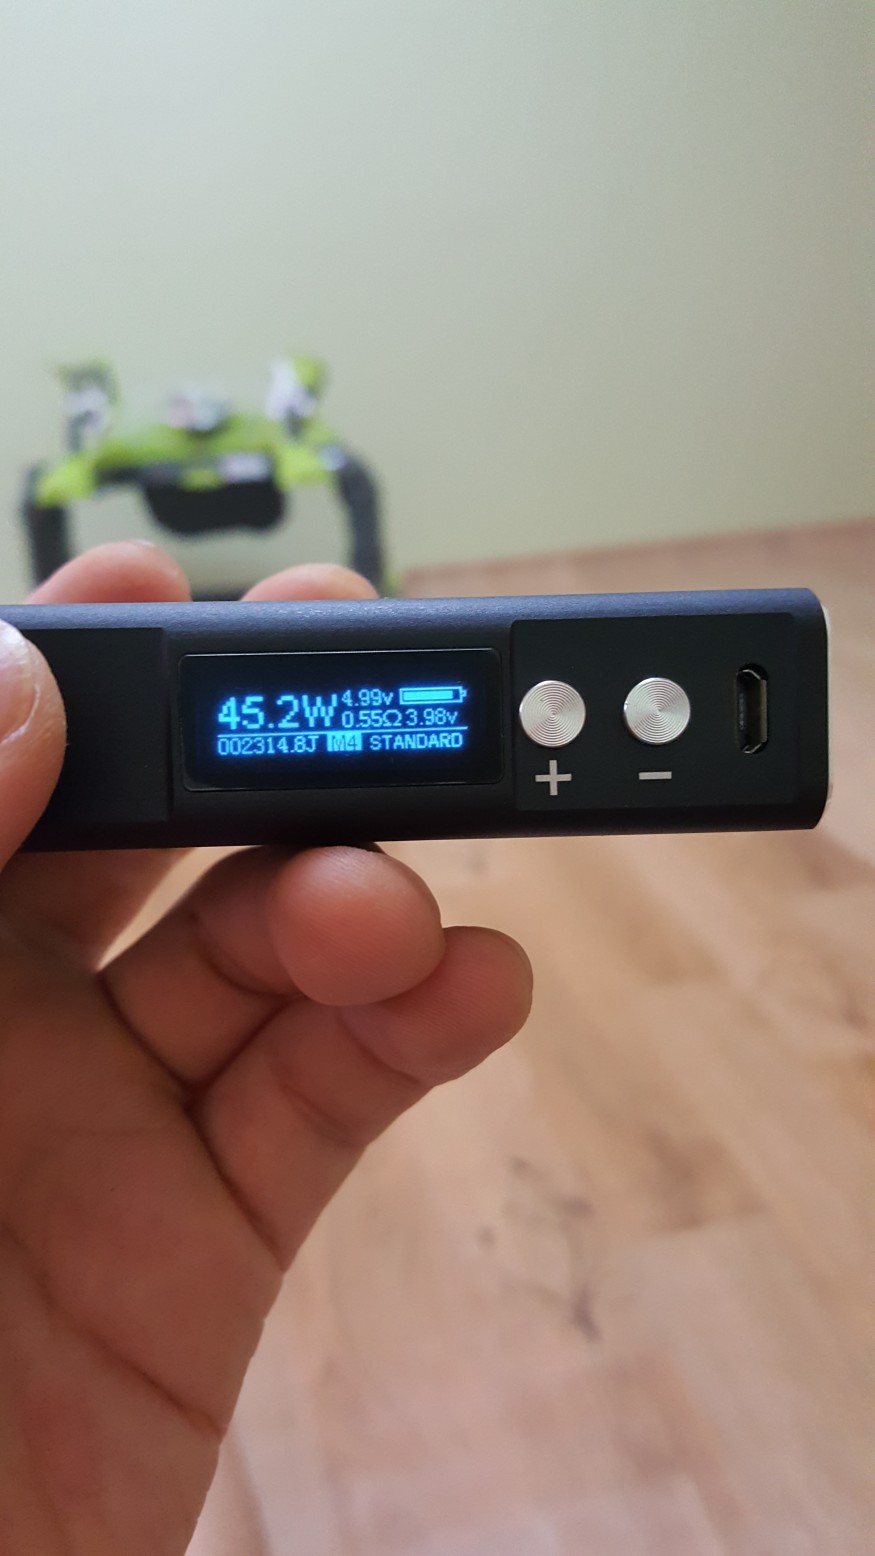 45.2W 4.99v
0.55Ω 3.98v
002314.8J M4 STANDARD
+ −